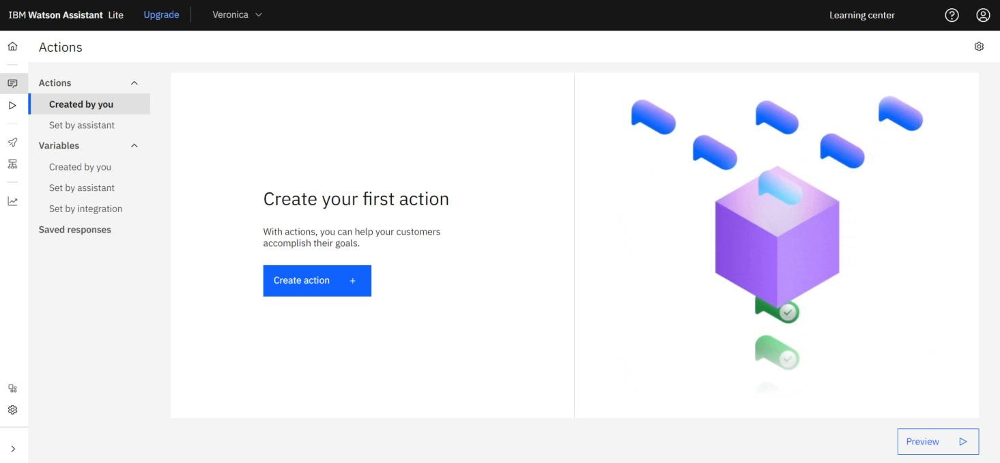 IBM Watson Assistant Lite Upgrade Veronica Learning center
Actions
Actions
Created by you
Set by assistant
Variables
Created by you
Set by assistant
Set by integration
Saved responses
Create your first action
With actions, you can help your customers
accomplish their goals.
Create action +
Preview